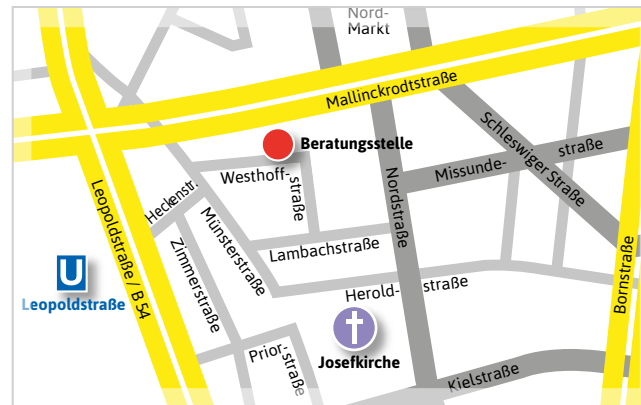 Nord-
Markt
Mallinckrodtstraße
Beratungsstelle
Schleswiger Straße
Missunde-
straße
Westhoff-
straße
Heckenstr.
Leopoldstraße / B 54
Münsterstraße
Nordstraße
Lambachstraße
Zimmerstraße
U
Leopoldstraße
Herold-
straße
Bornstraße
Prior-
straße
Josefkirche
Kielstraße